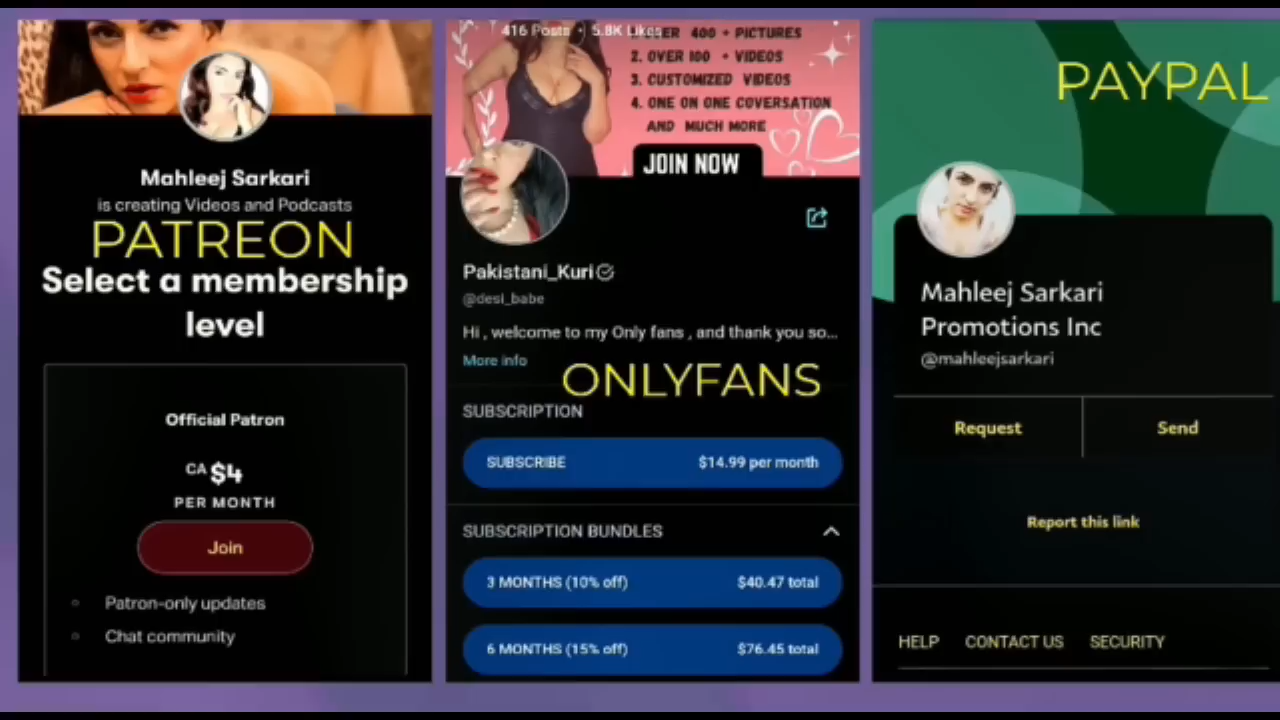 Mahleej Sarkari
is creating Videos and Podcasts
PATREON
Select a membership
level
Official Patron
CA $4
PER MONTH
Join
Patron-only updates
Chat community
416 Posts • 5.8K Likes
400 + PICTURES
2. OVER 100 + VIDEOS
3. CUSTOMIZED VIDEOS
4. ONE ON ONE COVERSATION
AND MUCH MORE
JOIN NOW
Pakistani_Kuri
@desi_babe
Hi , welcome to my Only fans , and thank you so...
More info
ONLYFANS
SUBSCRIPTION
SUBSCRIBE $14.99 per month
SUBSCRIPTION BUNDLES
3 MONTHS (10% off) $40.47 total
6 MONTHS (15% off) $76.45 total
PAYPAL
Mahleej Sarkari
Promotions Inc
@mahleejsarkari
Request Send
Report this link
HELP CONTACT US SECURITY